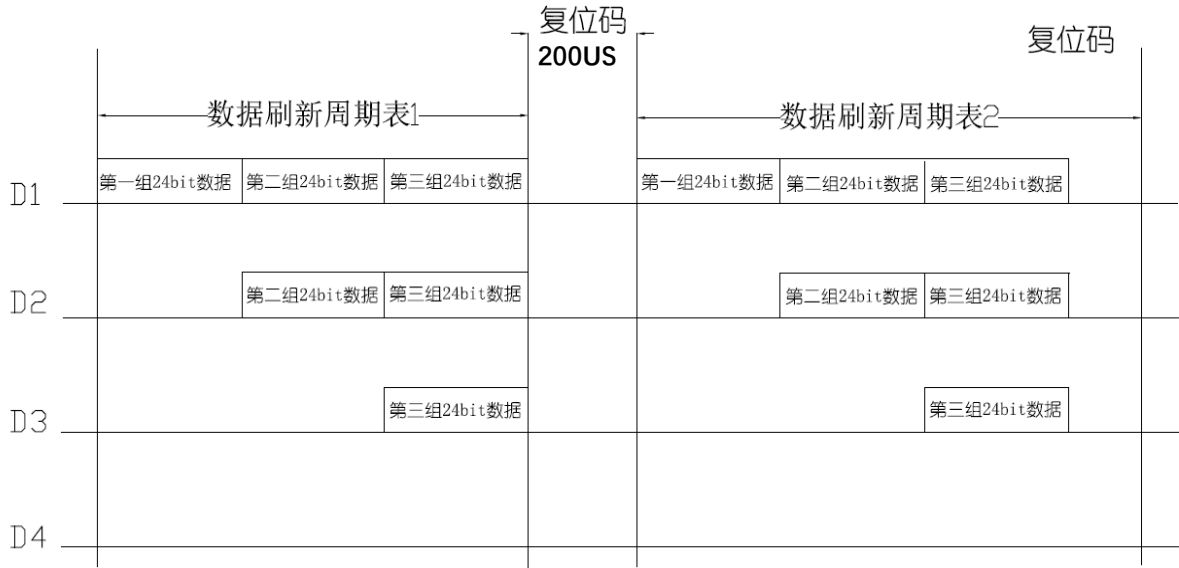 复位码
200US
复位码
数据刷新周期表1
数据刷新周期表2
D1
第一组24bit数据 第二组24bit数据 第三组24bit数据
第一组24bit数据 第二组24bit数据 第三组24bit数据
D2
第二组24bit数据 第三组24bit数据
第二组24bit数据 第三组24bit数据
D3
第三组24bit数据
第三组24bit数据
D4